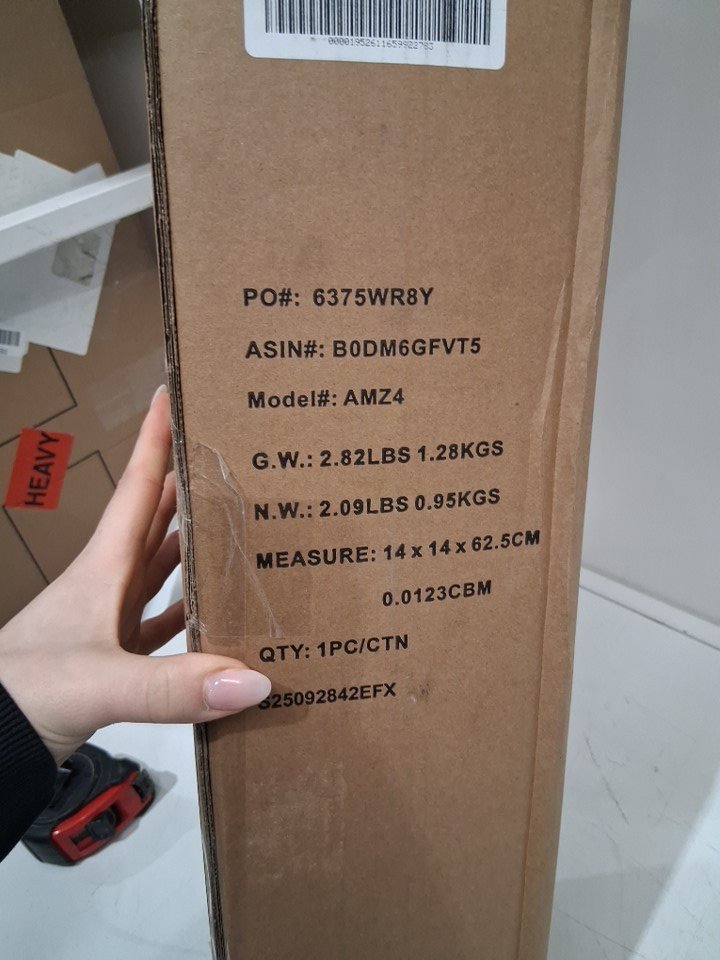 PO#: 6375WR8Y
ASIN#: B0DM6GFVT5
Model#: AMZ4
G.W.: 2.82LBS 1.28KGS
N.W.: 2.09LBS 0.95KGS
MEASURE: 14 x 14 x 62.5CM
0.0123CBM
QTY: 1PC/CTN
S25092842EFX
HEAVY